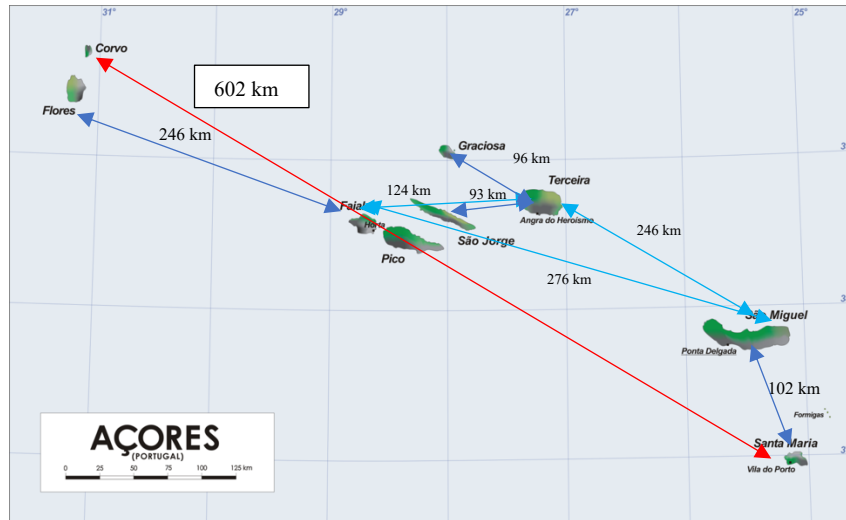 31°
29°
27°
25°
Corvo
602 km
Flores
246 km
Graciosa
96 km
Terceira
124 km
93 km
Faial
Horta
Angra do Heroísmo
São Jorge
246 km
Pico
276 km
São Miguel
Ponta Delgada
102 km
Formigas
Santa Maria
Vila do Porto
AÇORES
(PORTUGAL)
0 25 50 75 100 125 km